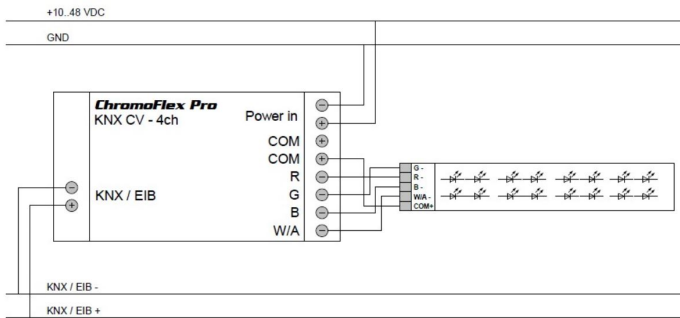 +10..48 VDC
GND
ChromoFlex Pro
KNX CV - 4ch
Power in
COM
COM
R
G
B
W/A
KNX / EIB
G -
R -
B -
W/A -
COM+
KNX / EIB -
KNX / EIB +